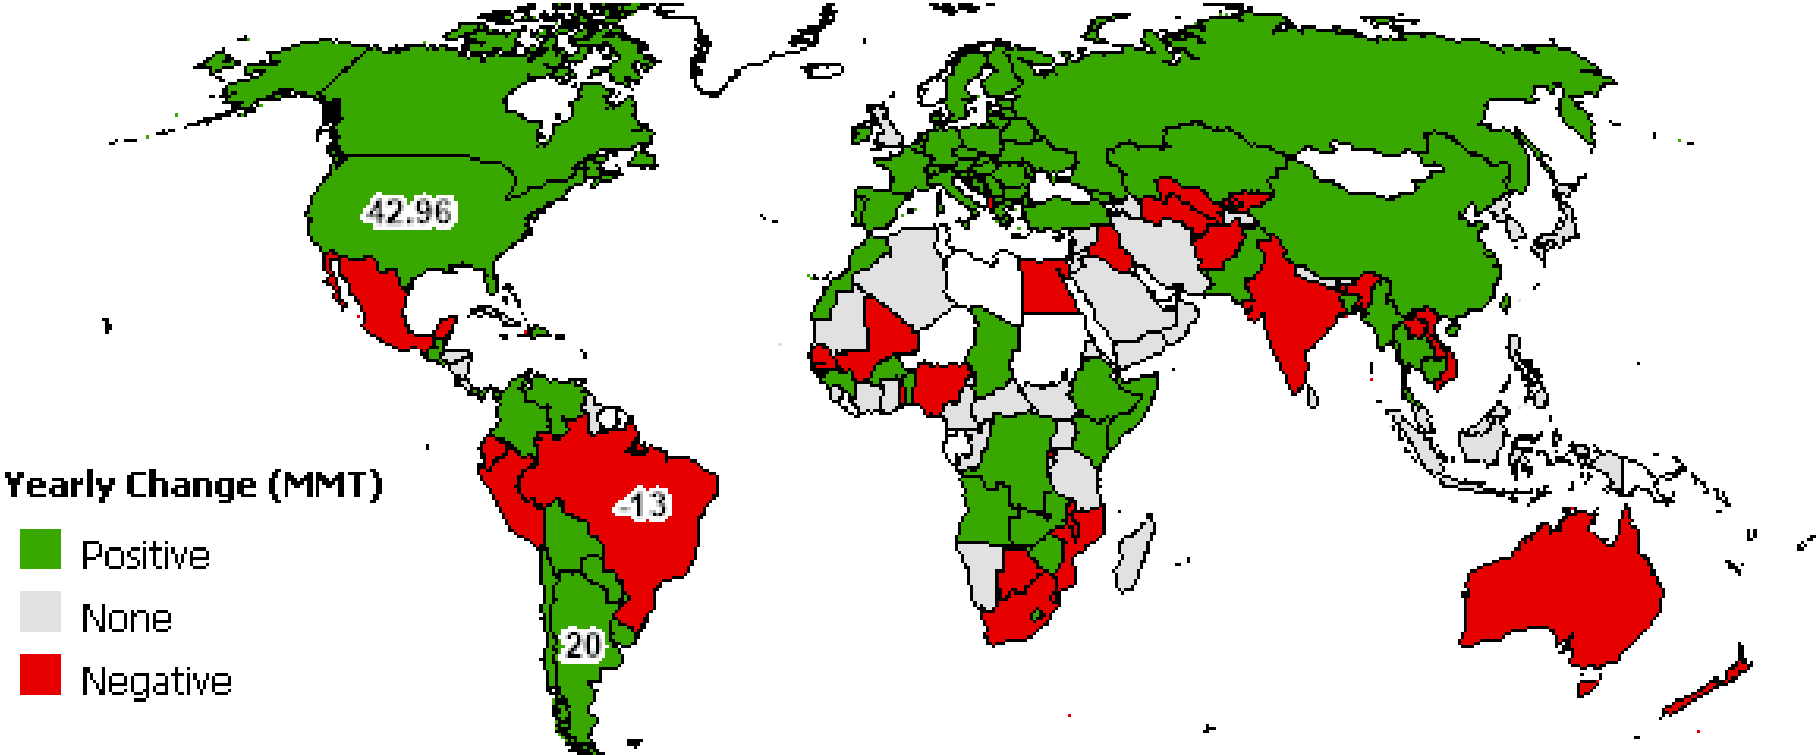 42.96
-13
20
Yearly Change (MMT)
Positive
None
Negative